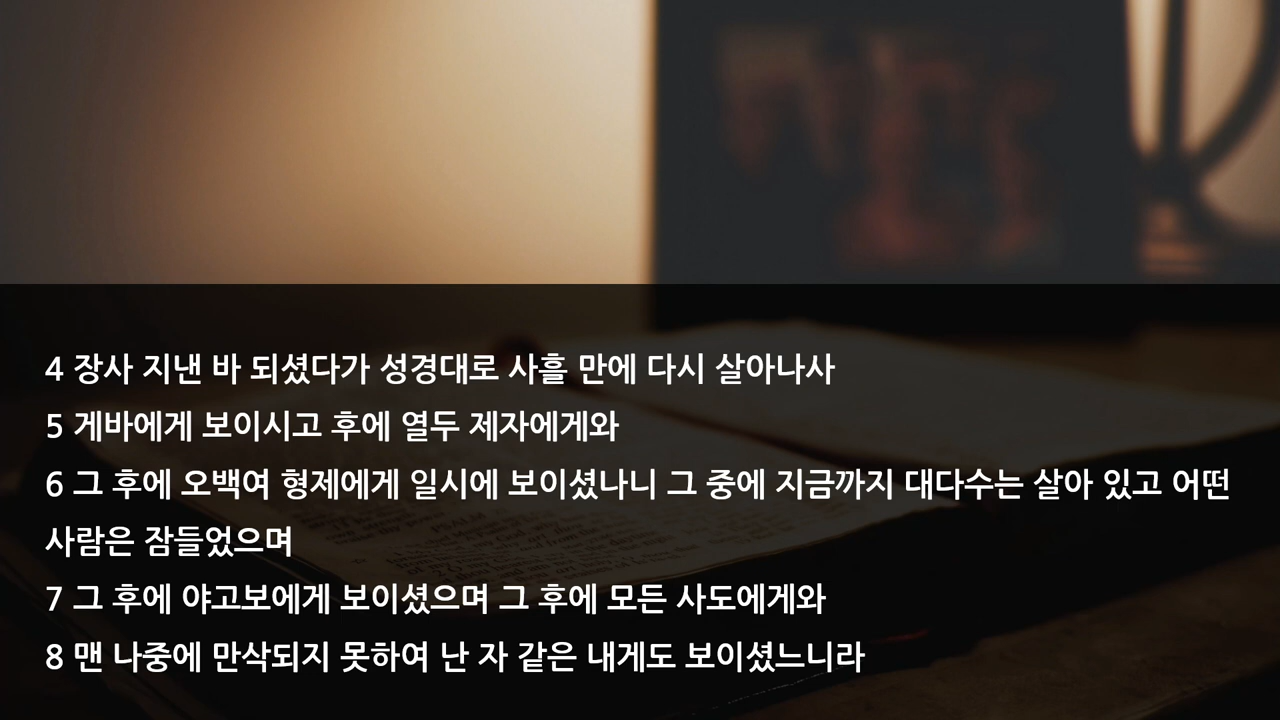 4 장사 지낸 바 되셨다가 성경대로 사흘 만에 다시 살아나사
5 게바에게 보이시고 후에 열두 제자에게와
6 그 후에 오백여 형제에게 일시에 보이셨나니 그 중에 지금까지 대다수는 살아 있고 어떤
사람은 잠들었으며
7 그 후에 야고보에게 보이셨으며 그 후에 모든 사도에게와
8 맨 나중에 만삭되지 못하여 난 자 같은 내게도 보이셨느니라